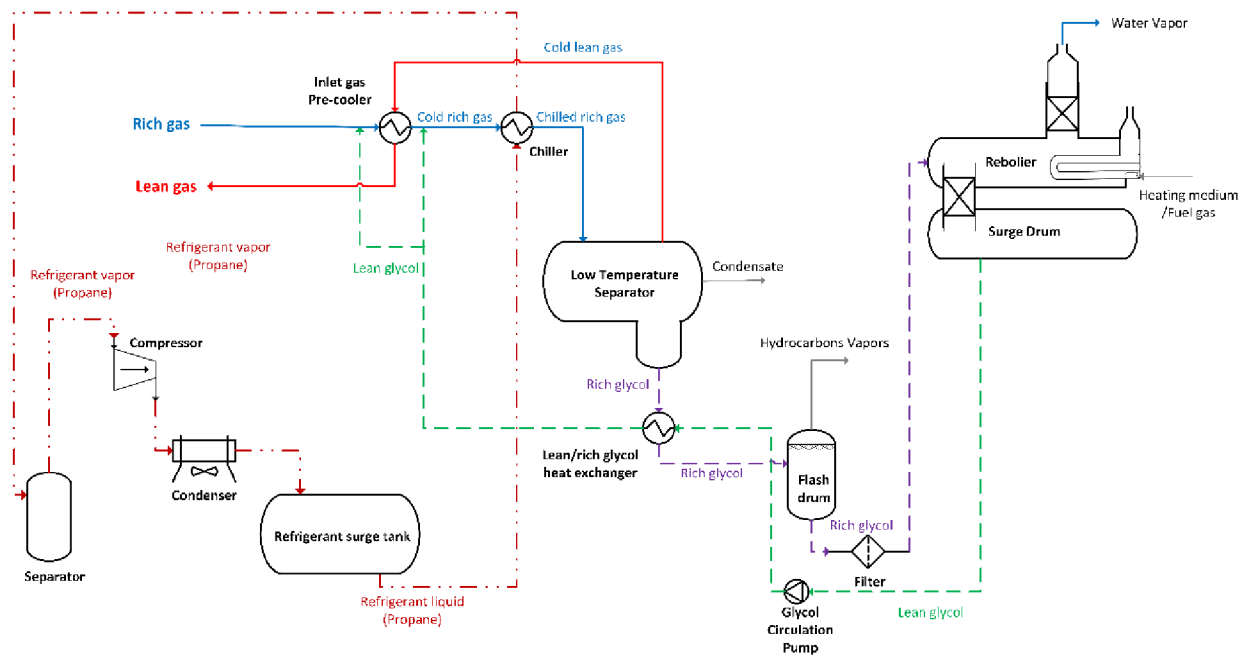 Water Vapor
Cold lean gas
Inlet gas
Pre-cooler
Rich gas
Cold rich gas
Chilled rich gas
Chiller
Rebolier
Lean gas
Heating medium
/Fuel gas
Refrigerant vapor
(Propane)
Lean glycol
Surge Drum
Refrigerant vapor
(Propane)
Low Temperature
Separator
Condensate
Compressor
Hydrocarbons Vapors
Rich glycol
Lean/rich glycol
heat exchanger
Rich glycol
Flash
drum
Condenser
Rich glycol
Refrigerant surge tank
Separator
Filter
Refrigerant liquid
(Propane)
Glycol
Circulation
Pump
Lean glycol